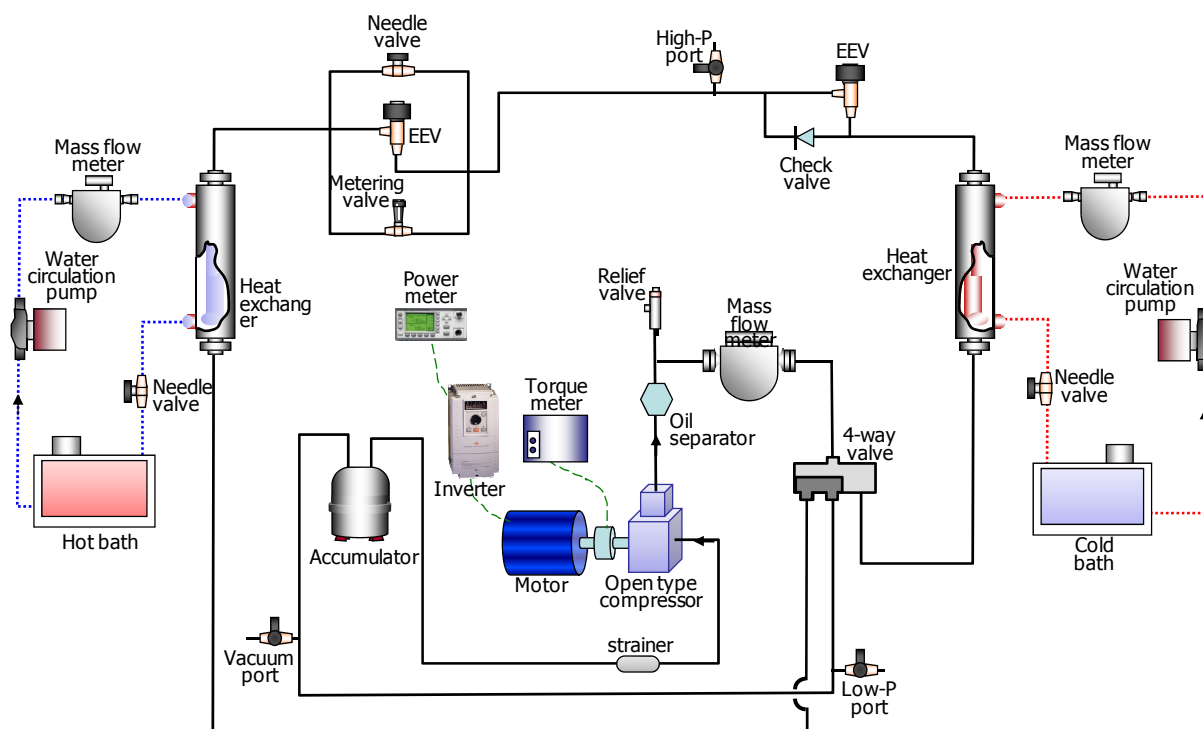 Needle
valve
High-P
port
EEV
EEV
Mass flow
meter
Check
valve
Mass flow
meter
Metering
valve
Water
circulation
pump
Heat
exchang
er
Power
meter
Relief
valve
Mass
flow
meter
Heat
exchanger
Water
circulation
pump
Needle
valve
Torque
meter
Oil
separator
Needle
valve
4-way
valve
Inverter
Hot bath
Accumulator
Motor
Open type
compressor
Cold
bath
strainer
Vacuum
port
Low-P
port